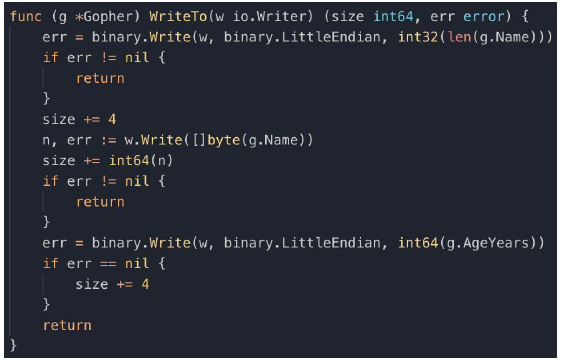 func (g *Gopher) WriteTo(w io.Writer) (size int64, err error) {
    err = binary.Write(w, binary.LittleEndian, int32(len(g.Name)))
    if err != nil {
        return
    }
    size += 4
    n, err := w.Write([]byte(g.Name))
    size += int64(n)
    if err != nil {
        return
    }
    err = binary.Write(w, binary.LittleEndian, int64(g.AgeYears))
    if err == nil {
        size += 4
    }
    return
}